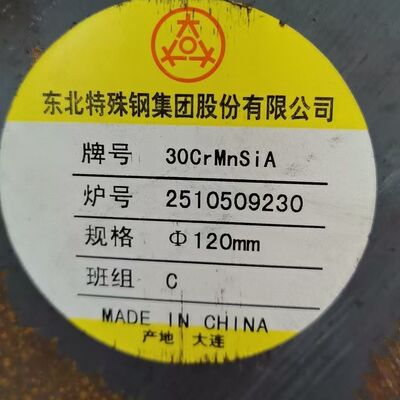 东北特殊钢集团股份有限公司
牌号 30CrMnSiA
炉号 2510509230
规格 Φ120mm
班组 C
MADE IN CHINA
产地 大连